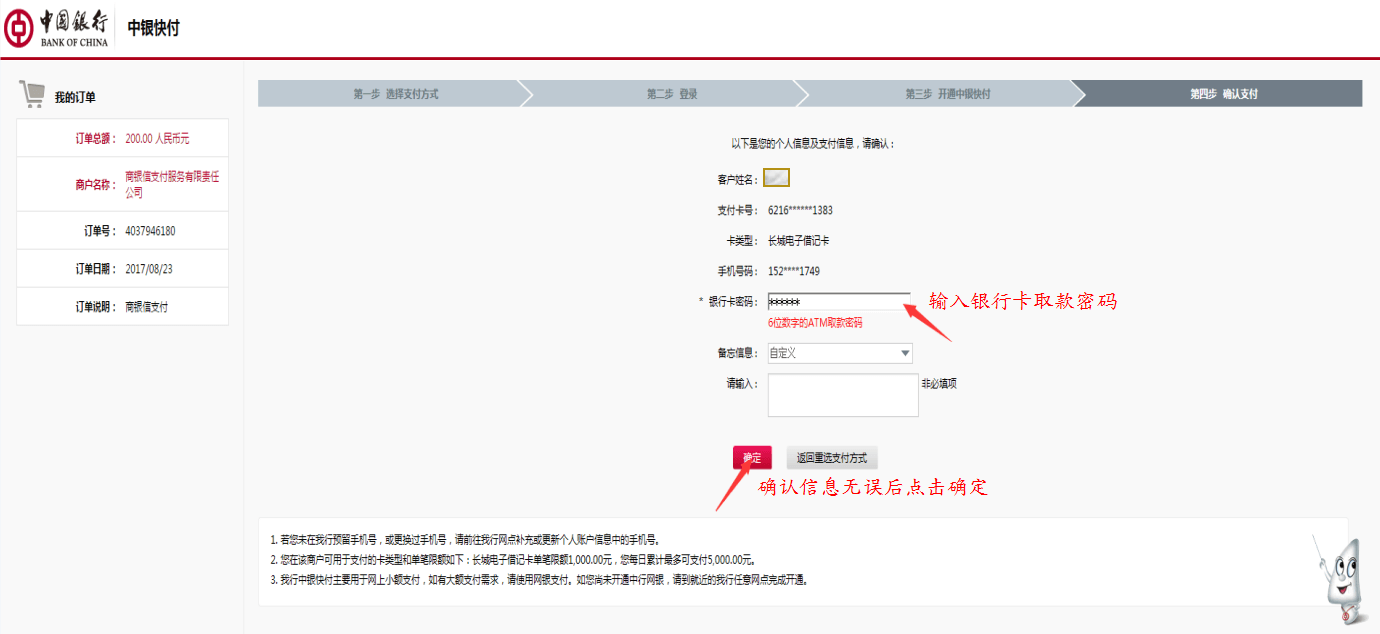 中国银行
BANK OF CHINA
中银快付
我的订单
订单总额： 200.00 人民币元
商户名称： 商银信支付服务有限责任
公司
订单号： 4037946180
订单日期： 2017/08/23
订单说明： 商银信支付
第一步 选择支付方式
第二步 登录
第三步 开通中银快付
第四步 确认支付
以下是您的个人信息及支付信息，请确认：
客户姓名：
支付卡号： 6216******1383
卡类型： 长城电子借记卡
手机号码： 152****1749
* 银行卡密码： ******
输入银行卡取款密码
6位数字的ATM取款密码
备忘信息： 自定义
请输入： 非必填项
确定
返回重选支付方式
确认信息无误后点击确定
1. 若您未在我行预留手机号，或更换过手机号，请前往我行网点补充或更新个人账户信息中的手机号。
2. 您在该商户可用于支付的卡类型和单笔限额如下：长城电子借记卡单笔限额1,000.00元，您每日累计最多可支付5,000.00元。
3. 我行中银快付主要用于网上小额支付，如有大额支付需求，请使用网银支付。如您尚未开通中行网银，请到就近的我行任意网点完成开通。